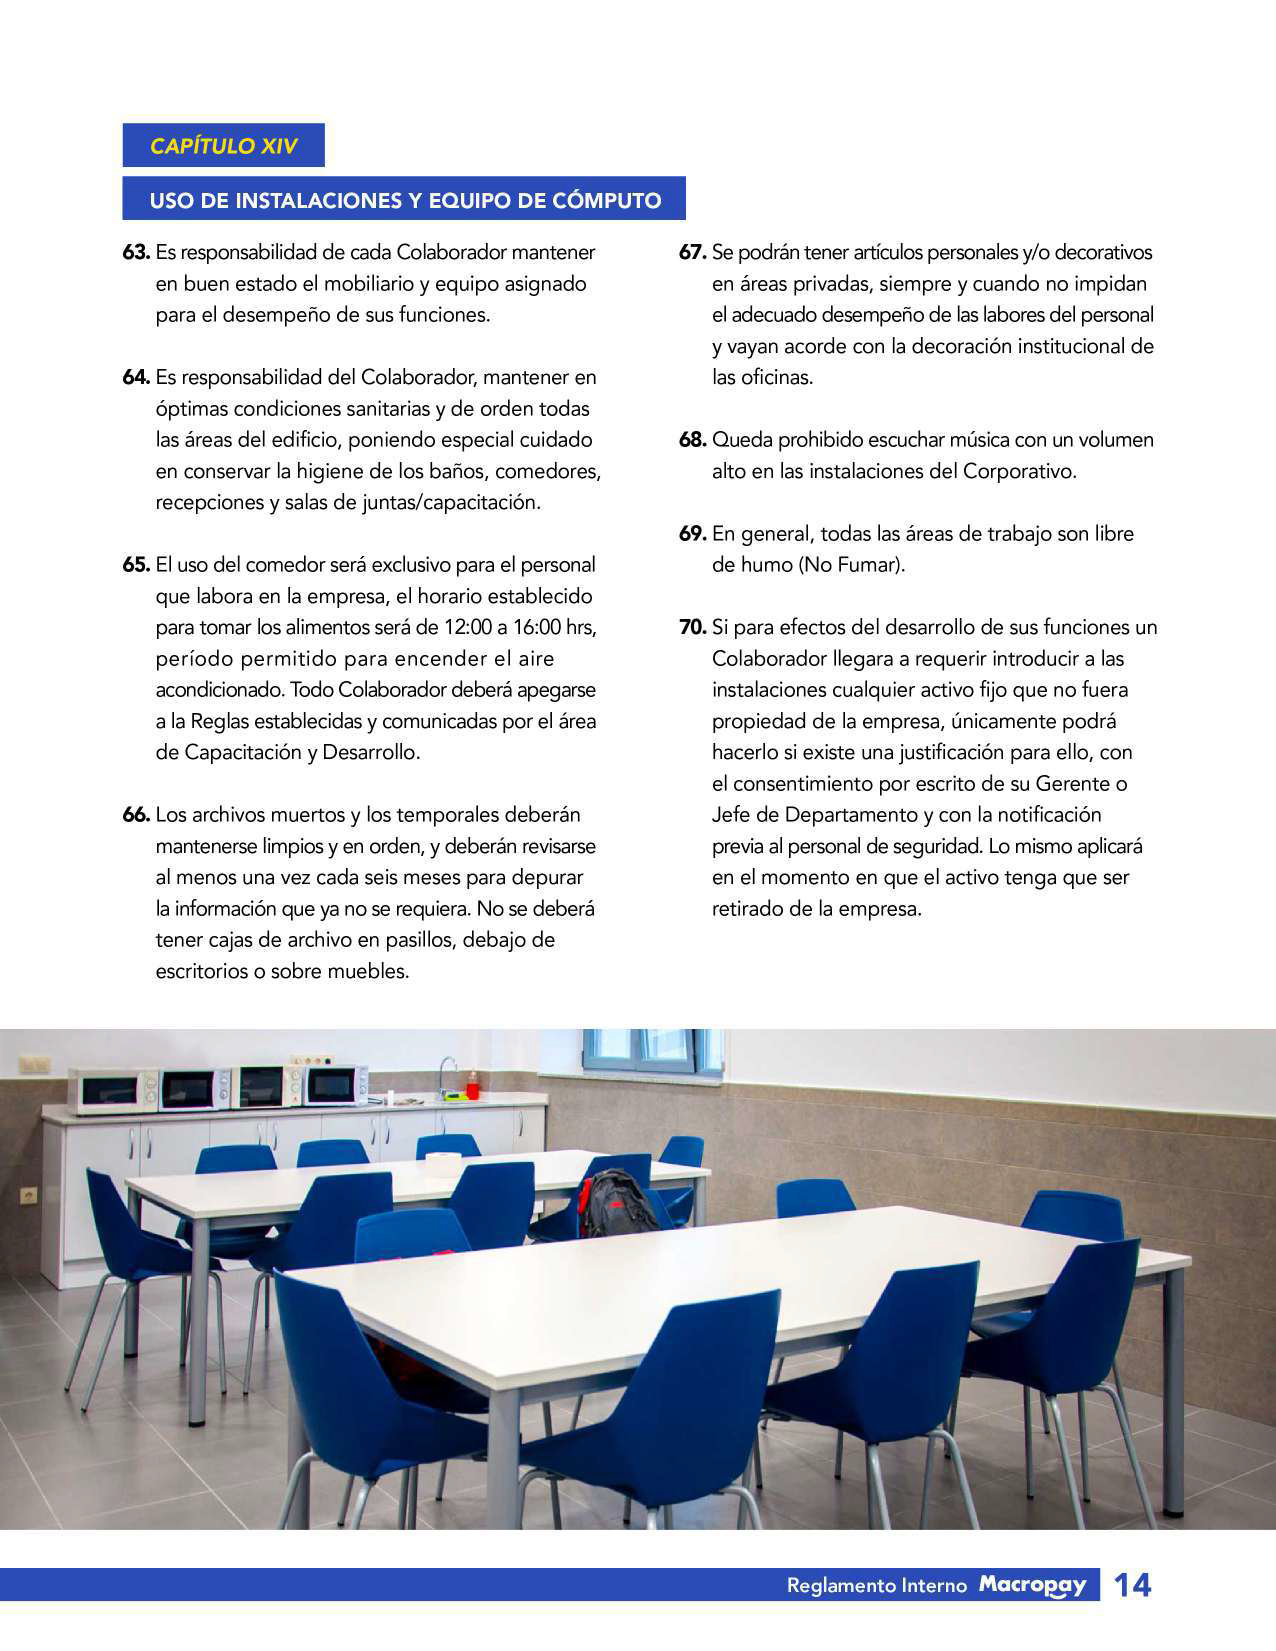 CAPÍTULO XIV
USO DE INSTALACIONES Y EQUIPO DE CÓMPUTO
63. Es responsabilidad de cada Colaborador mantener
en buen estado el mobiliario y equipo asignado
para el desempeño de sus funciones.
64. Es responsabilidad del Colaborador, mantener en
óptimas condiciones sanitarias y de orden todas
las áreas del edificio, poniendo especial cuidado
en conservar la higiene de los baños, comedores,
recepciones y salas de juntas/capacitación.
65. El uso del comedor será exclusivo para el personal
que labora en la empresa, el horario establecido
para tomar los alimentos será de 12:00 a 16:00 hrs,
período permitido para encender el aire
acondicionado. Todo Colaborador deberá apegarse
a la Reglas establecidas y comunicadas por el área
de Capacitación y Desarrollo.
66. Los archivos muertos y los temporales deberán
mantenerse limpios y en orden, y deberán revisarse
al menos una vez cada seis meses para depurar
la información que ya no se requiera. No se deberá
tener cajas de archivo en pasillos, debajo de
escritorios o sobre muebles.
67. Se podrán tener artículos personales y/o decorativos
en áreas privadas, siempre y cuando no impidan
el adecuado desempeño de las labores del personal
y vayan acorde con la decoración institucional de
las oficinas.
68. Queda prohibido escuchar música con un volumen
alto en las instalaciones del Corporativo.
69. En general, todas las áreas de trabajo son libre
de humo (No Fumar).
70. Si para efectos del desarrollo de sus funciones un
Colaborador llegara a requerir introducir a las
instalaciones cualquier activo fijo que no fuera
propiedad de la empresa, únicamente podrá
hacerlo si existe una justificación para ello, con
el consentimiento por escrito de su Gerente o
Jefe de Departamento y con la notificación
previa al personal de seguridad. Lo mismo aplicará
en el momento en que el activo tenga que ser
retirado de la empresa.
Reglamento Interno Macropay 14